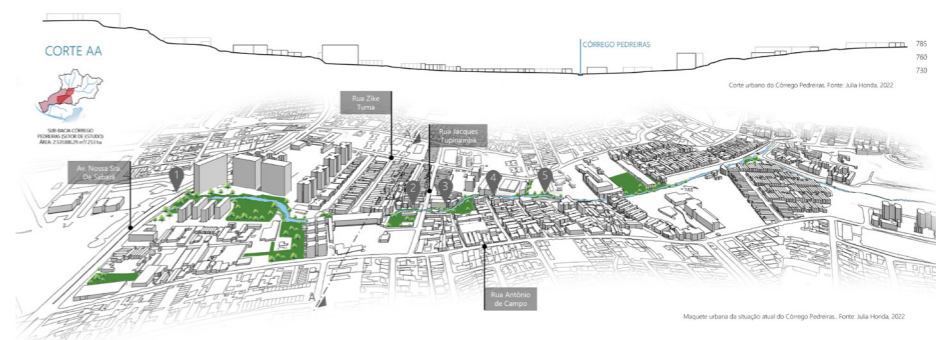 CORTE AA
CÓRREGO PEDREIRAS
785
760
730
Corte urbano do Córrego Pedreiras. Fonte: Julia Honda, 2022
SUB-BACIA CÓRREGO
PEDREIRAS (SETOR DE ESTUDO)
Rua Zike
Tuma
Rua Jacques
Tupinambá
Av. Nossa Sra.
De Sabará
1
2
3
4
5
A
Rua Antônio
de Campo
Maquete urbana da situação atual do Córrego Pedreiras. Fonte: Julia Honda, 2022